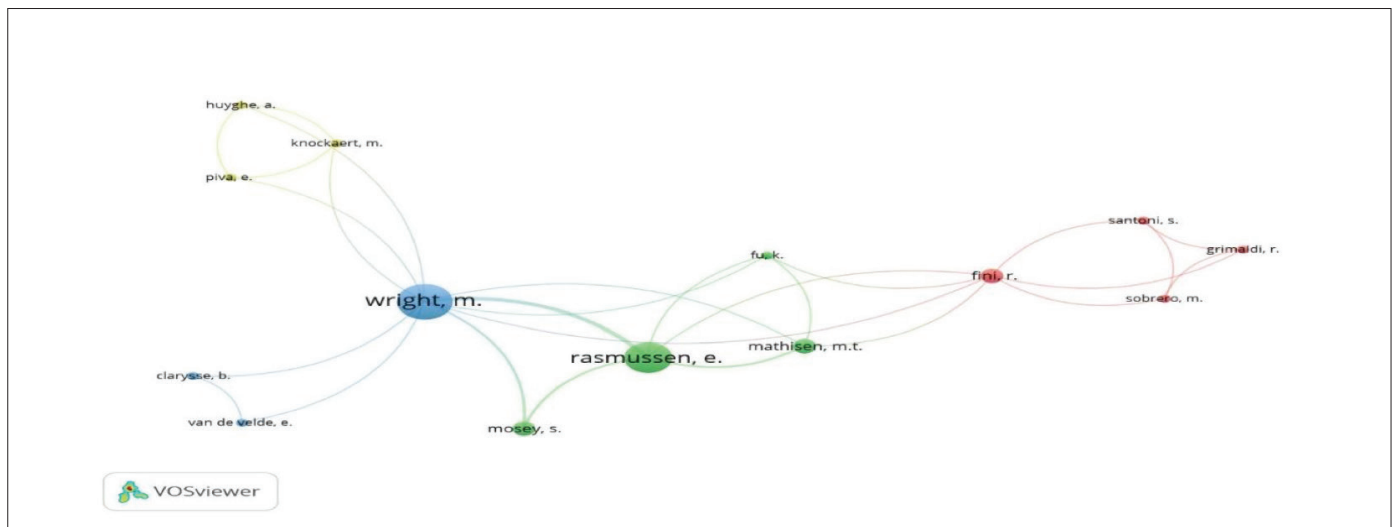 huyghe, a.
knockaert, m.
piva, e.
santoni, s.
grimaldi, r.
fu, k.
fini, r.
sobrero, m.
wright, m.
mathisen, m.t.
rasmussen, e.
clarysse, b.
van de velde, e.
mosey, s.
VOSviewer